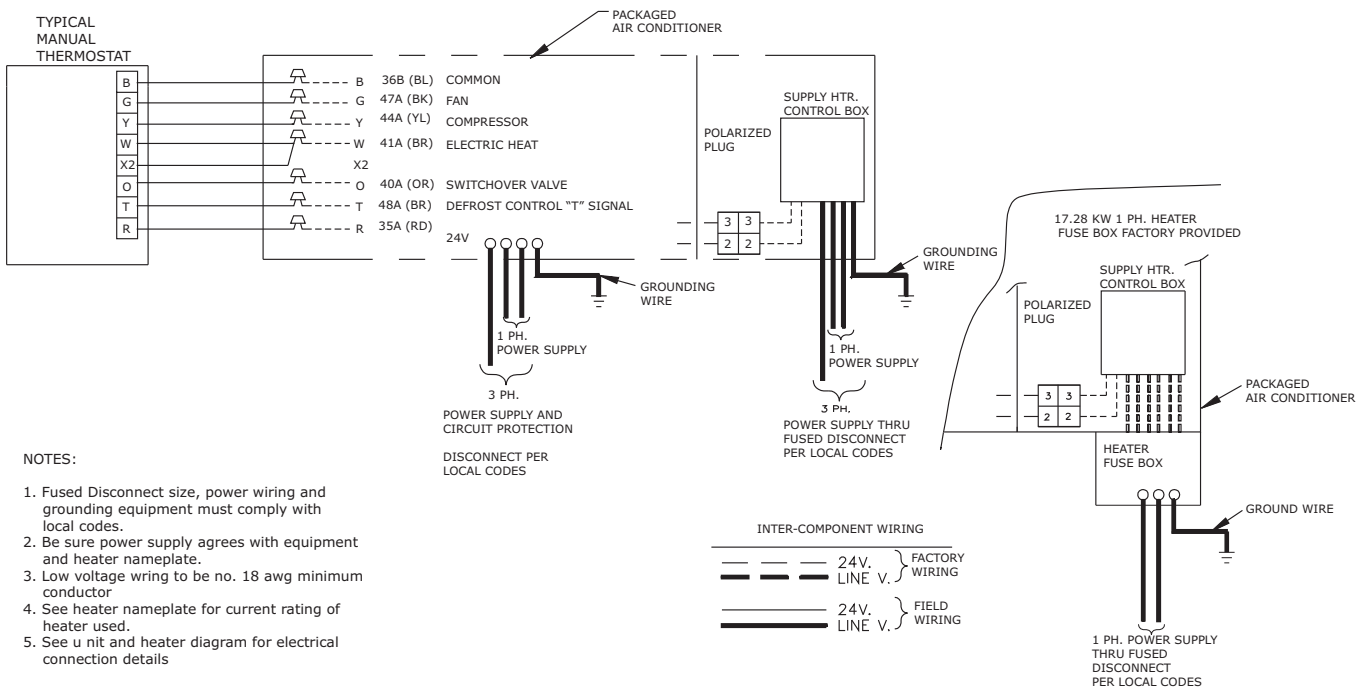 TYPICAL
MANUAL
THERMOSTAT
B
G
Y
W
X2
O
T
R
PACKAGED
AIR CONDITIONER
B 36B (BL) COMMON
G 47A (BK) FAN
Y 44A (YL) COMPRESSOR
W 41A (BR) ELECTRIC HEAT
X2
O 40A (OR) SWITCHOVER VALVE
T 48A (BR) DEFROST CONTROL “T” SIGNAL
R 35A (RD)
24V
GROUNDING
WIRE
1 PH.
POWER SUPPLY
3 PH.
POWER SUPPLY AND
CIRCUIT PROTECTION
DISCONNECT PER
LOCAL CODES
SUPPLY HTR.
CONTROL BOX
POLARIZED
PLUG
3 3
2 2
GROUNDING
WIRE
1 PH.
POWER SUPPLY
3 PH.
POWER SUPPLY THRU
FUSED DISCONNECT
PER LOCAL CODES
17.28 KW 1 PH. HEATER
FUSE BOX FACTORY PROVIDED
SUPPLY HTR.
CONTROL BOX
POLARIZED
PLUG
3 3
2 2
PACKAGED
AIR CONDITIONER
HEATER
FUSE BOX
GROUND WIRE
1 PH. POWER SUPPLY
THRU FUSED
DISCONNECT
PER LOCAL CODES
NOTES:
1. Fused Disconnect size, power wiring and
grounding equipment must comply with
local codes.
2. Be sure power supply agrees with equipment
and heater nameplate.
3. Low voltage wring to be no. 18 awg minimum
conductor
4. See heater nameplate for current rating of
heater used.
5. See u nit and heater diagram for electrical
connection details
INTER-COMPONENT WIRING
24V.
LINE V.
FACTORY
WIRING
24V.
LINE V.
FIELD
WIRING